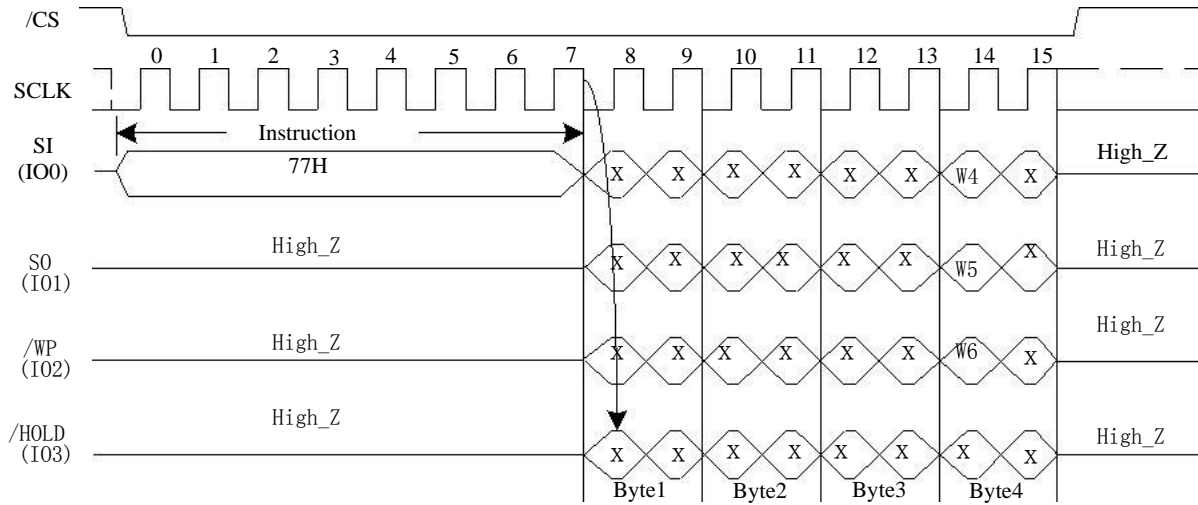 /CS
0 1 2 3 4 5 6 7 8 9 10 11 12 13 14 15
SCLK
Instruction
SI
(IO0)
77H
X X X X X X W4 X
High_Z
SO
(IO1)
High_Z
X X X X X X W5 X
High_Z
/WP
(IO2)
High_Z
X X X X X X W6 X
High_Z
/HOLD
(IO3)
High_Z
X X X X X X X X
High_Z
Byte1 Byte2 Byte3 Byte4